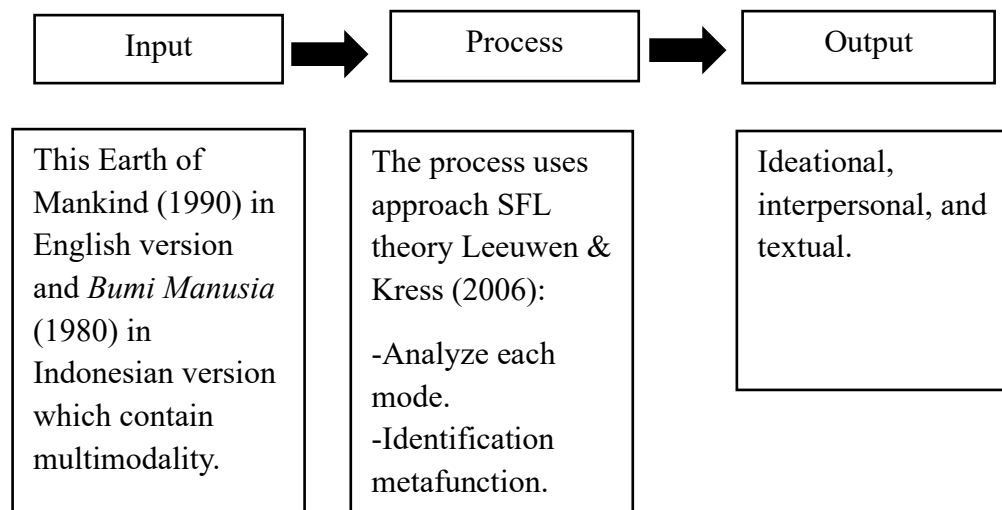 Input
Process
Output
This Earth of
Mankind (1990) in
English version
and Bumi Manusia
(1980) in
Indonesian version
which contain
multimodality.
The process uses
approach SFL
theory Leeuwen &
Kress (2006):
-Analyze each
mode.
-Identification
metafunction.
Ideational,
interpersonal, and
textual.